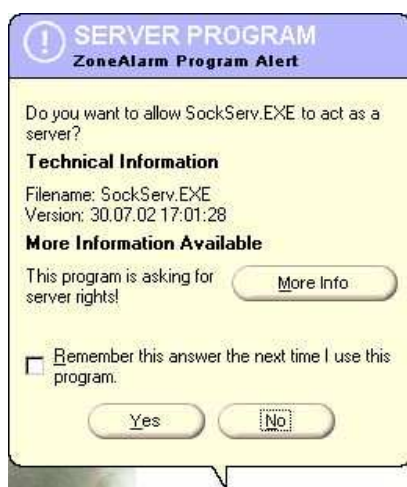 SERVER PROGRAM
ZoneAlarm Program Alert
Do you want to allow SockServ.EXE to act as a
server?
Technical Information
Filename: SockServ.EXE
Version: 30.07.02 17:01:28
More Information Available
This program is asking for
server rights!
More Info
Remember this answer the next time I use this
program.
Yes
No